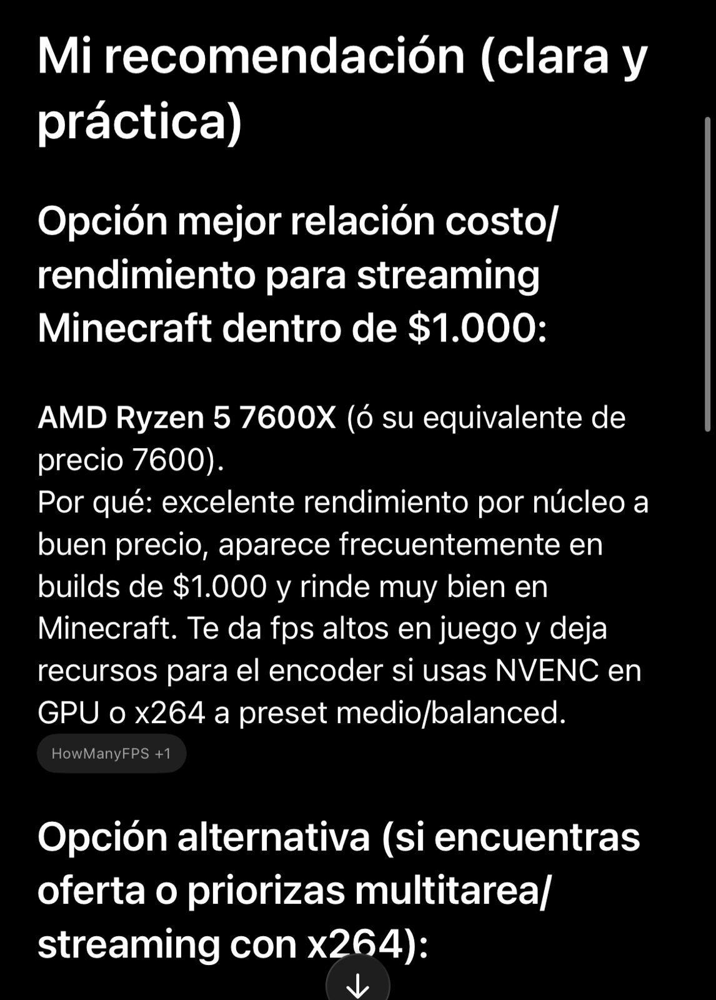 Mi recomendación (clara y
práctica)
Opción mejor relación costo/
rendimiento para streaming
Minecraft dentro de $1.000:
AMD Ryzen 5 7600X (ó su equivalente de
precio 7600).
Por qué: excelente rendimiento por núcleo a
buen precio, aparece frecuentemente en
builds de $1.000 y rinde muy bien en
Minecraft. Te da fps altos en juego y deja
recursos para el encoder si usas NVENC en
GPU o x264 a preset medio/balanced.
HowManyFPS +1
Opción alternativa (si encuentras
oferta o priorizas multitarea/
streaming con x264):